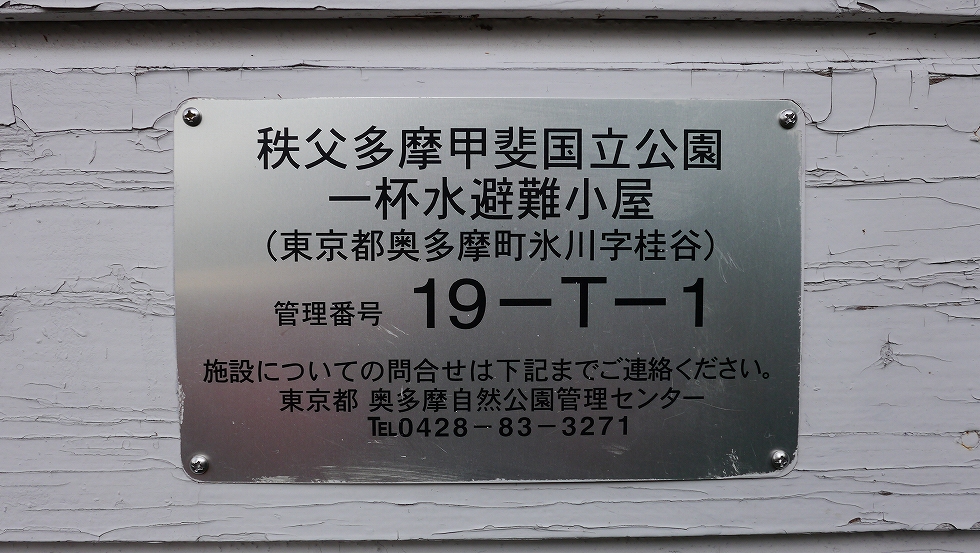 秩父多摩甲斐国立公園
一杯水避難小屋
（東京都奥多摩町氷川字桂谷）
管理番号 19－T－1
施設についての問合せは下記までご連絡ください。
東京都 奥多摩自然公園管理センター
℡0428－83－3271